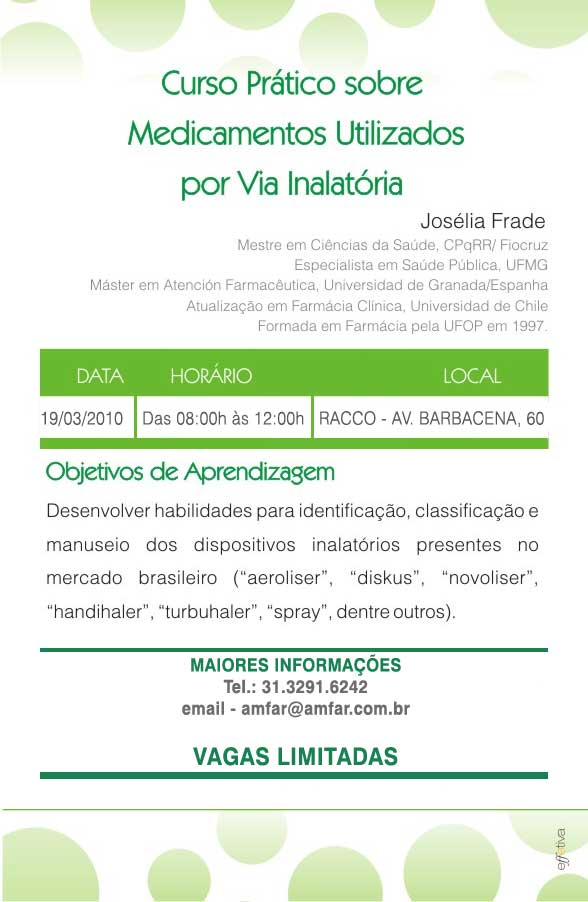 Curso Prático sobre
Medicamentos Utilizados
por Via Inalatória
Josélia Frade
Mestre em Ciências da Saúde, CPqRR/ Fiocruz
Especialista em Saúde Pública, UFMG
Máster em Atención Farmacêutica, Universidad de Granada/Espanha
Atualização em Farmácia Clínica, Universidade de Chile
Formada em Farmácia pela UFOP em 1997.
DATA HORÁRIO LOCAL
19/03/2010 Das 08:00h às 12:00h RACCO - AV. BARBACENA, 60
Objetivos de Aprendizagem
Desenvolver habilidades para identificação, classificação e
manuseio dos dispositivos inalatórios presentes no
mercado brasileiro (“aeroliser”, “diskus”, “novoliser”,
“handihaler”, “turbuhaler”, “spray”, dentre outros).
MAIORES INFORMAÇÕES
Tel.: 31.3291.6242
email - amfar@amfar.com.br
VAGAS LIMITADAS
effetiva